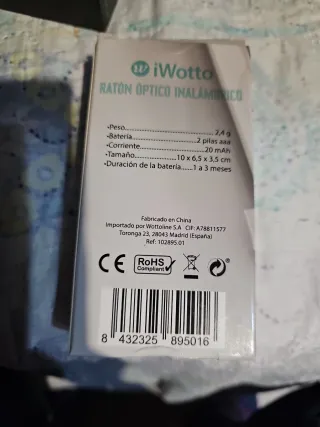 iWotto
RATÓN ÓPTICO INALÁMBRICO
•Peso..............................2,4 g
•Batería..........................2 pilas aaa
•Corriente......................20 mAh
•Tamaño............10 x 6,5 x 3,5 cm
•Duración de la batería.......1 a 3 meses
Fabricado en China
Importado por Wottoline S.A CIF: A78811577
Toronga 23, 28043 Madrid (España)
Ref: 102895.01
CE RoHS
Compliant
8 432325 895016